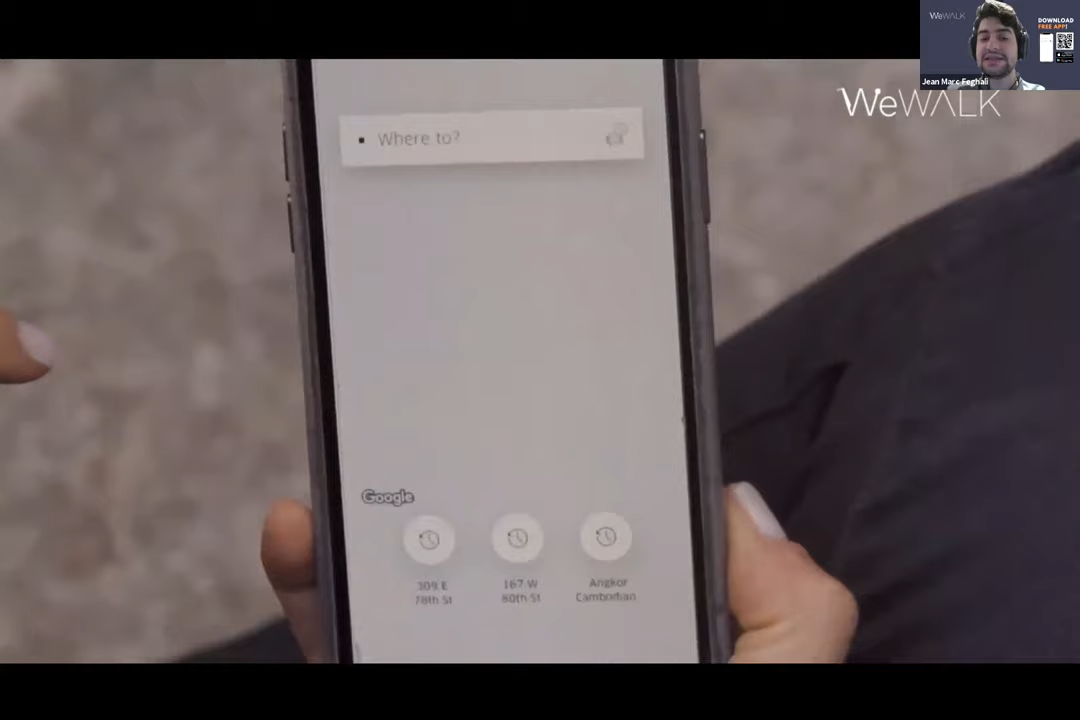 WeWALK
DOWNLOAD
FREE APP!
Jean Marc Feghali
WeWALK
Where to?
Google
309 E
78th St
167 W
80th St
Angkor
Cambodian